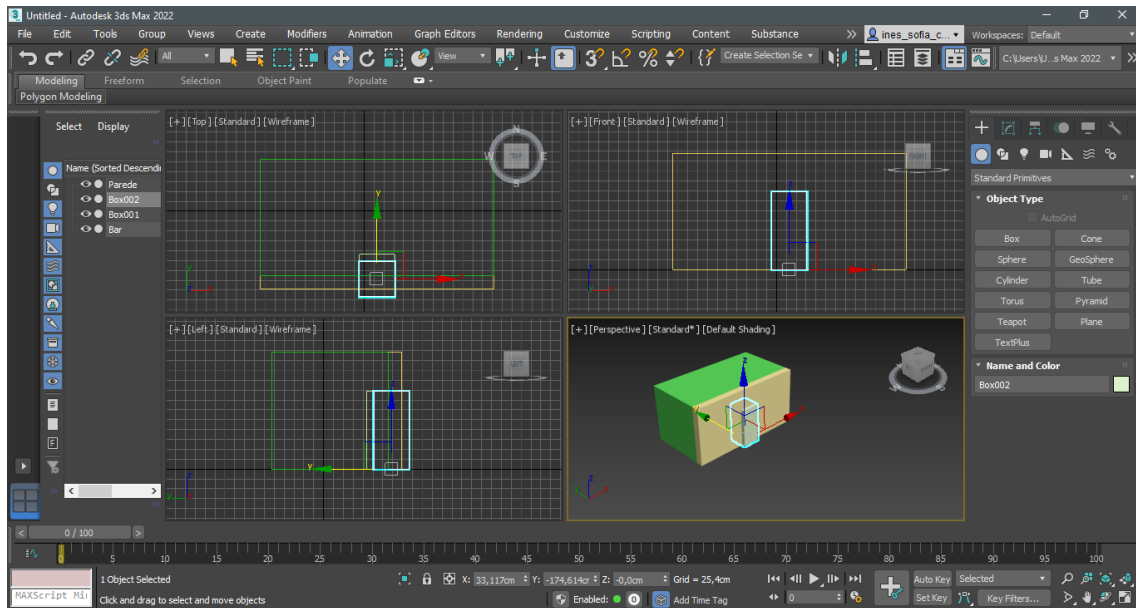 Untitled - Autodesk 3ds Max 2022
File Edit Tools Group Views Create Modifiers Animation Graph Editors Rendering Customize Scripting Content Substance ines_sofia_c... Workspaces: Default
All View Create Selection Se C:\Users\U...s Max 2022
Modeling Freeform Selection Object Paint Populate
Polygon Modeling
Select Display
Name (Sorted Descendi
Parede
Box002
Box001
Bar
[+][Top][Standard][Wireframe]
N
W TOP E
S
y
[+][Front][Standard][Wireframe]
FRONT
[+][Left][Standard][Wireframe]
LEFT
y
[+][Perspective][Standard*][Default Shading]
z
Standard Primitives
Object Type
AutoGrid
Box Cone
Sphere GeoSphere
Cylinder Tube
Torus Pyramid
Teapot Plane
TextPlus
Name and Color
Box002
< >
< 0 / 100 >
0 5 10 15 20 25 30 35 40 45 50 55 60 65 70 75 80 85 90 95 100
1 Object Selected X: 33,117cm Y: -174,614cr Z: -0,0cm Grid = 25,4cm Auto Key Selected
MAXScript Mi Click and drag to select and move objects Enabled: 0 Add Time Tag 0 Set Key Key Filters...